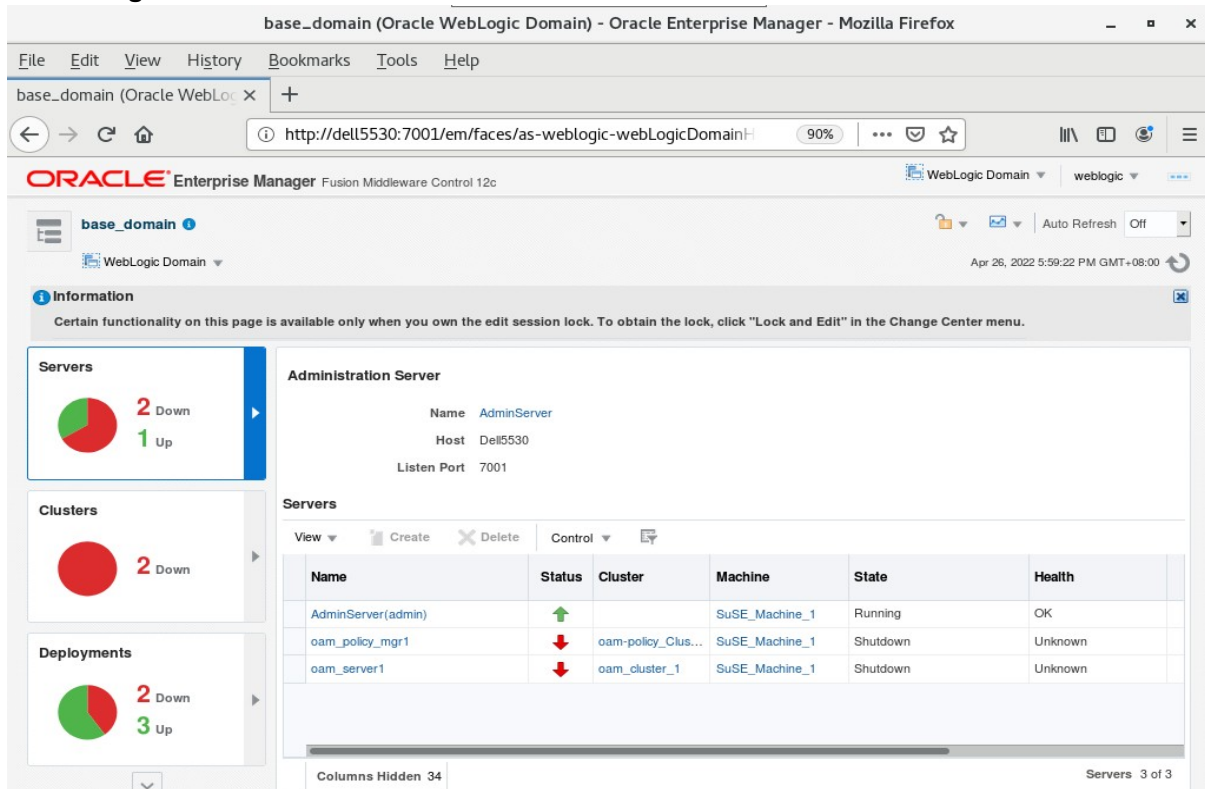 base_domain (Oracle WebLogic Domain) - Oracle Enterprise Manager - Mozilla Firefox
File Edit View History Bookmarks Tools Help
base_domain (Oracle WebLog
http://dell5530:7001/em/faces/as-weblogic-webLogicDomainH 90%
ORACLE Enterprise Manager Fusion Middleware Control 12c WebLogic Domain weblogic
base_domain Auto Refresh Off
WebLogic Domain Apr 26, 2022 5:59:22 PM GMT+08:00
Information
Certain functionality on this page is available only when you own the edit session lock. To obtain the lock, click "Lock and Edit" in the Change Center menu.
Servers
2 Down
1 Up
Clusters
2 Down
Deployments
2 Down
3 Up
Administration Server
Name AdminServer
Host Dell5530
Listen Port 7001
Servers
View Create Delete Control
Name Status Cluster Machine State Health
AdminServer(admin) SuSE_Machine_1 Running OK
oam_policy_mgr1 oam-policy_Clus... SuSE_Machine_1 Shutdown Unknown
oam_server1 oam_cluster_1 SuSE_Machine_1 Shutdown Unknown
Columns Hidden 34 Servers 3 of 3